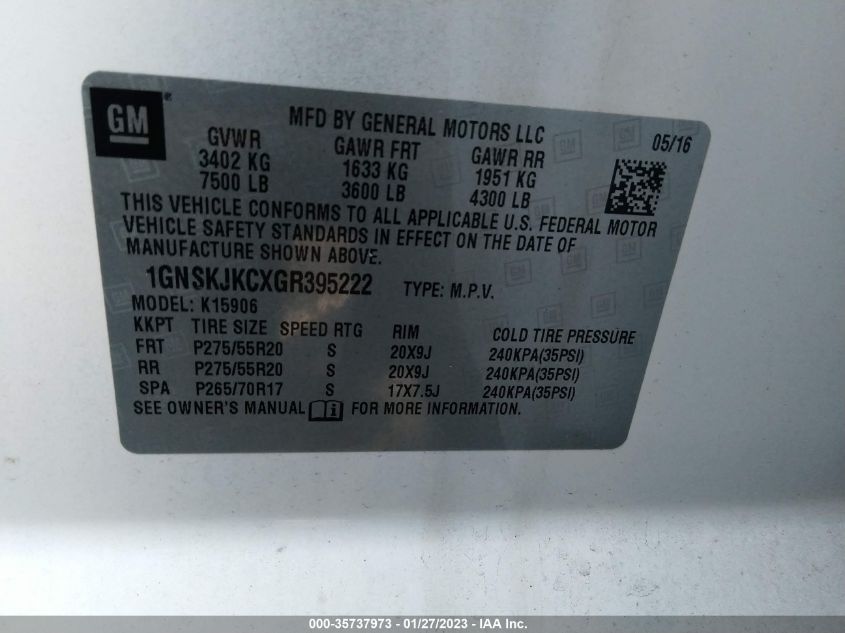 GM®
MFD BY GENERAL MOTORS LLC
05/16
GVWR GAWR FRT GAWR RR
3402 KG 1633 KG 1951 KG
7500 LB 3600 LB 4300 LB
THIS VEHICLE CONFORMS TO ALL APPLICABLE U.S. FEDERAL MOTOR
VEHICLE SAFETY STANDARDS IN EFFECT ON THE DATE OF
MANUFACTURE SHOWN ABOVE.
1GNSKJKCXGR395222 TYPE: M.P.V.
MODEL: K15906
KKPT TIRE SIZE SPEED RTG RIM COLD TIRE PRESSURE
FRT P275/55R20 S 20X9J 240KPA(35PSI)
RR P275/55R20 S 20X9J 240KPA(35PSI)
SPA P265/70R17 S 17X7.5J 240KPA(35PSI)
SEE OWNER'S MANUAL FOR MORE INFORMATION.
000-35737973 - 01/27/2023 - IAA Inc.